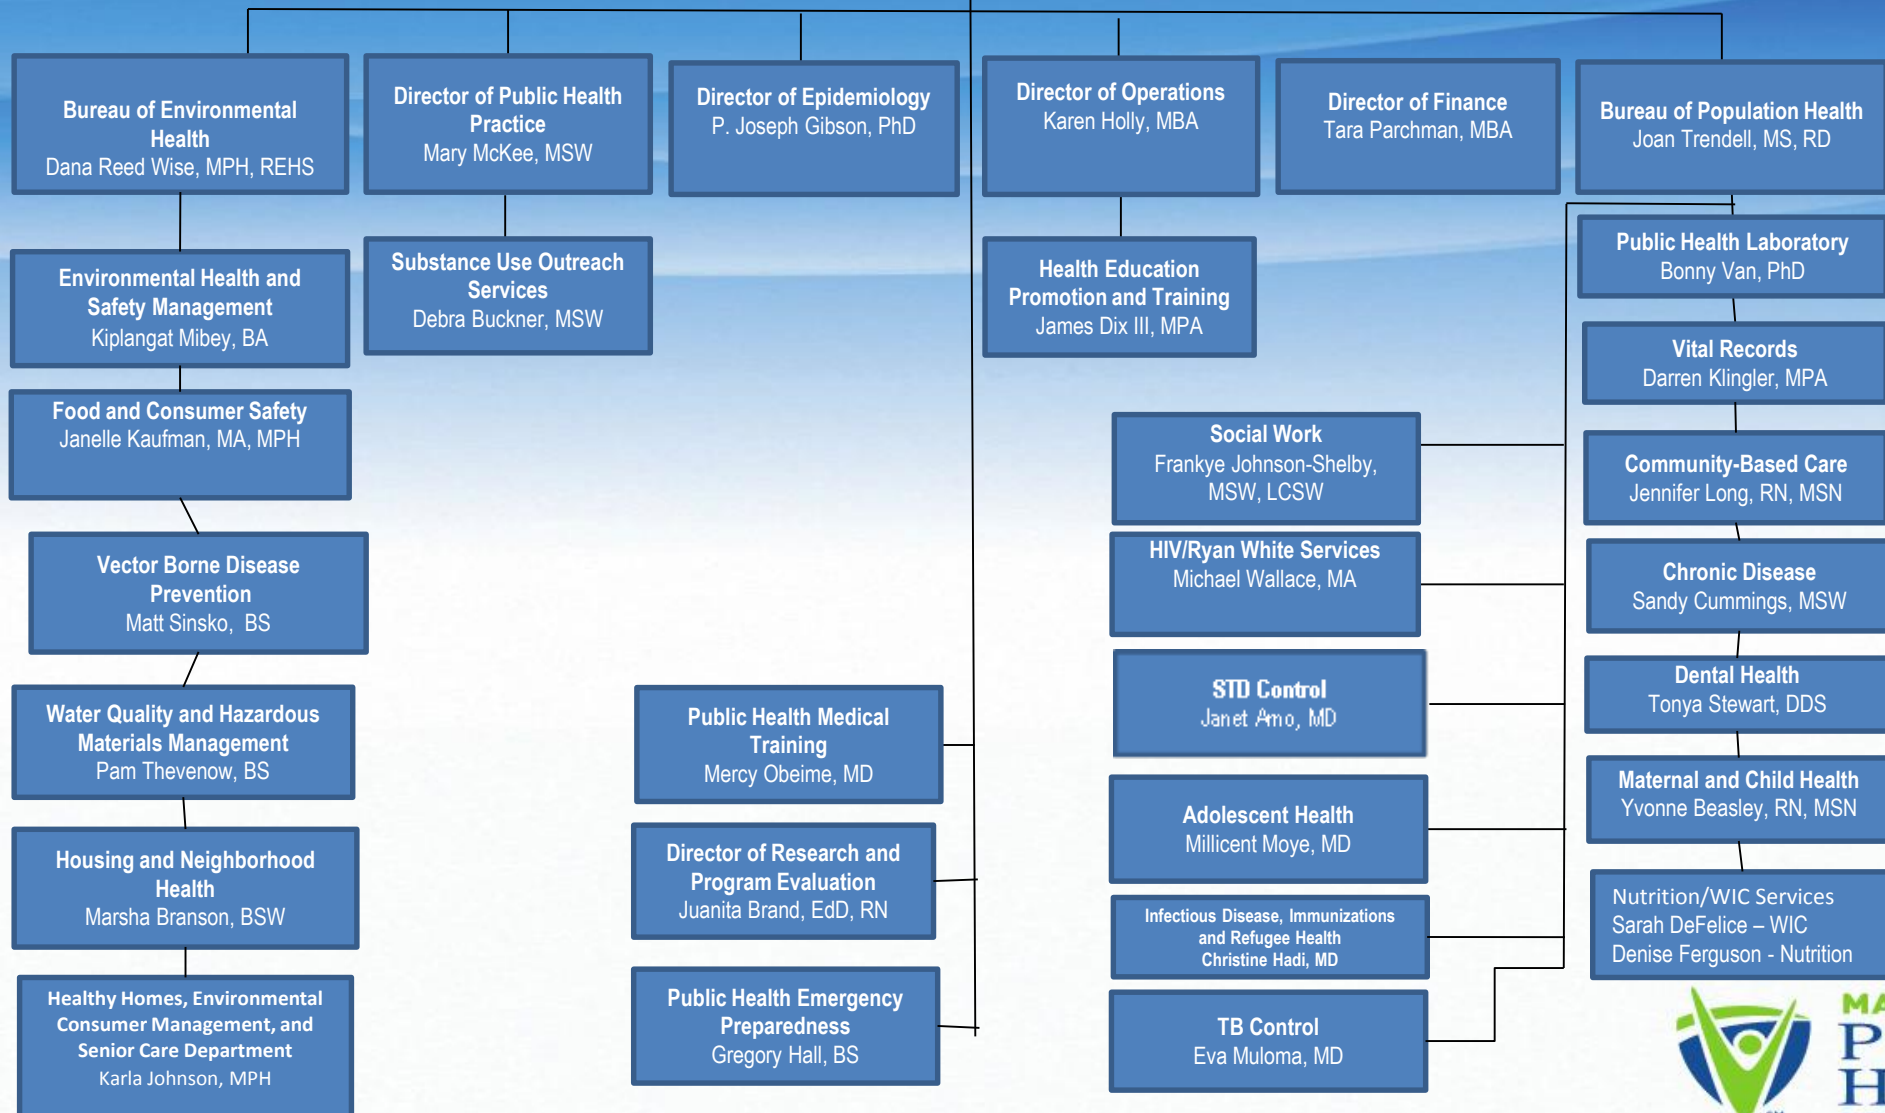 Bureau of Environmental
Health
Dana Reed Wise, MPH, REHS
Director of Public Health
Practice
Mary McKee, MSW
Director of Epidemiology
P. Joseph Gibson, PhD
Director of Operations
Karen Holly, MBA
Director of Finance
Tara Parchman, MBA
Bureau of Population Health
Joan Trendell, MS, RD
Environmental Health and
Safety Management
Kiplangat Mibey, BA
Substance Use Outreach
Services
Debra Buckner, MSW
Health Education
Promotion and Training
James Dix III, MPA
Public Health Laboratory
Bonny Van, PhD
Vital Records
Darren Klingler, MPA
Food and Consumer Safety
Janelle Kaufman, MA, MPH
Social Work
Frankye Johnson-Shelby,
MSW, LCSW
Community-Based Care
Jennifer Long, RN, MSN
Vector Borne Disease
Prevention
Matt Sinsko, BS
HIV/Ryan White Services
Michael Wallace, MA
Chronic Disease
Sandy Cummings, MSW
Water Quality and Hazardous
Materials Management
Pam Thevenow, BS
Public Health Medical
Training
Mercy Obeime, MD
STD Control
Janet Arno, MD
Dental Health
Tonya Stewart, DDS
Adolescent Health
Millicent Moye, MD
Maternal and Child Health
Yvonne Beasley, RN, MSN
Housing and Neighborhood
Health
Marsha Branson, BSW
Director of Research and
Program Evaluation
Juanita Brand, EdD, RN
Infectious Disease, Immunizations
and Refugee Health
Christine Hadi, MD
Nutrition/WIC Services
Sarah DeFelice – WIC
Denise Ferguson - Nutrition
Healthy Homes, Environmental
Consumer Management, and
Senior Care Department
Karla Johnson, MPH
Public Health Emergency
Preparedness
Gregory Hall, BS
TB Control
Eva Muloma, MD
MA
P
H
SM